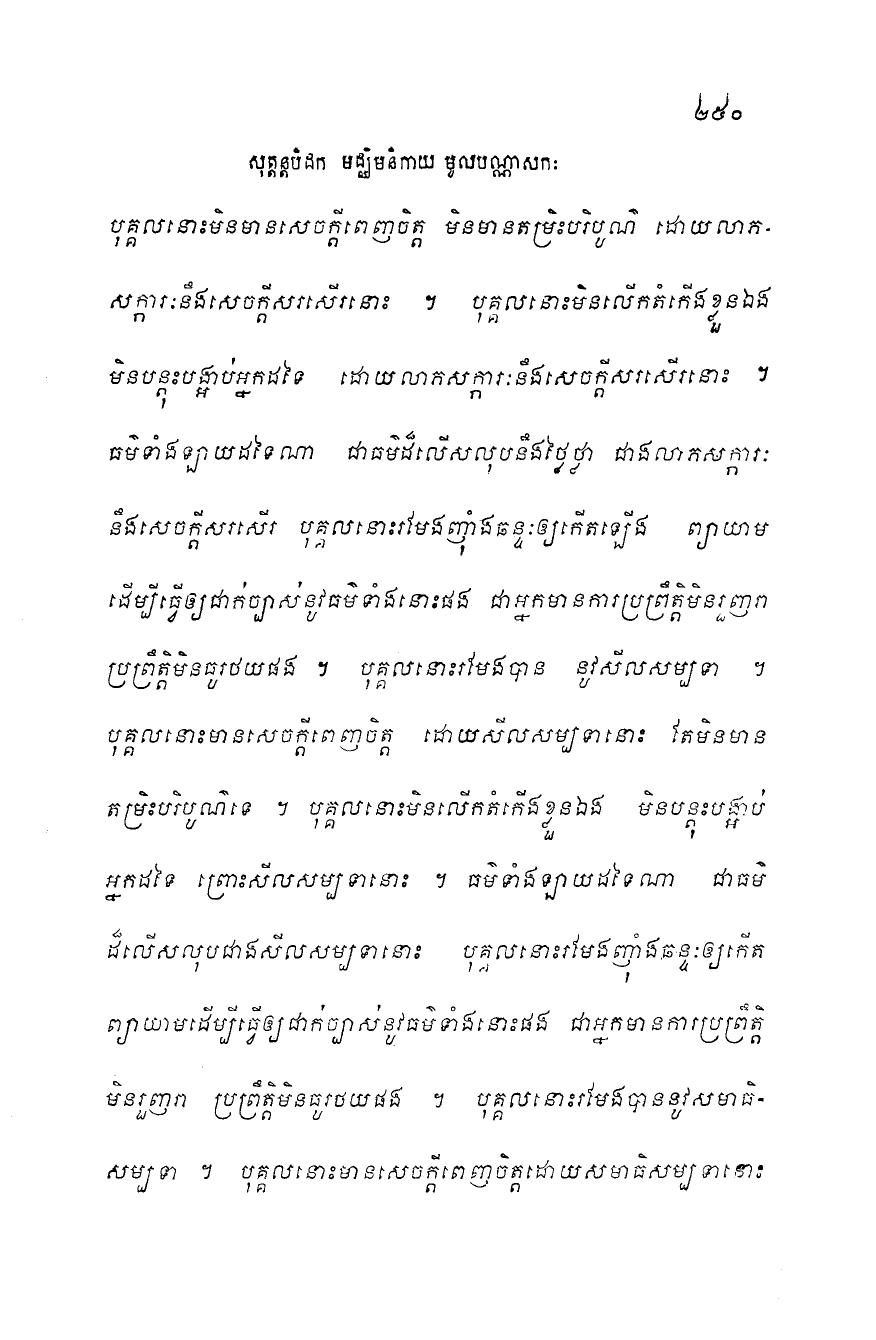 ២៥០
សុត្តន្តបិដក មជ្ឈិមនិកាយ មូលបណ្ណាសកៈ
បុគ្គលនោះមិនមានសេចក្តីពេញចិត្ត មិនមានតម្រិះបរិបូណ៌ ដោយលាភ-
សក្ការៈនឹងសេចក្តីសរសើរនោះ ។ បុគ្គលនោះមិនលើកតំកើងខ្លួនឯង
មិនបន្តុះបង្អាប់អ្នកដទៃ ដោយលាភសក្ការៈនឹងសេចក្តីសរសើរនោះ ។
ធម៌ទាំងឡាយដទៃណា ជាធម៌ដ៏លើសលុបនឹងថ្លៃថ្លា ជាងលាភសក្ការៈ
នឹងសេចក្តីសរសើរ បុគ្គលនោះរមែងញ៉ាំងឆន្ទៈឲ្យកើតឡើង ព្យាយាម
ដើម្បីធ្វើឲ្យជាក់ច្បាស់នូវធម៌ទាំងនោះផង ជាអ្នកមានការប្រព្រឹត្តិមិនរួញរា
ប្រព្រឹត្តិមិនធូរថយផង ។ បុគ្គលនោះរមែងបាន នូវសីលសម្បទា ។
បុគ្គលនោះមានសេចក្តីពេញចិត្ត ដោយសីលសម្បទានោះ តែមិនមាន
តម្រិះបរិបូណ៌ទេ ។ បុគ្គលនោះមិនលើកតំកើងខ្លួនឯង មិនបន្តុះបង្អាប់
អ្នកដទៃ ព្រោះសីលសម្បទានោះ ។ ធម៌ទាំងឡាយដទៃណា ជាធម៌
ដ៏លើសលុបជាងសីលសម្បទានោះ បុគ្គលនោះរមែងញ៉ាំងឆន្ទៈឲ្យកើត
ព្យាយាមដើម្បីធ្វើឲ្យជាក់ច្បាស់នូវធម៌ទាំងនោះផង ជាអ្នកមានការប្រព្រឹត្តិ
មិនរួញរា ប្រព្រឹត្តិមិនធូរថយផង ។ បុគ្គលនោះរមែងបាននូវសមាធិ-
សម្បទា ។ បុគ្គលនោះមានសេចក្តីពេញចិត្តដោយសមាធិសម្បទានោះ